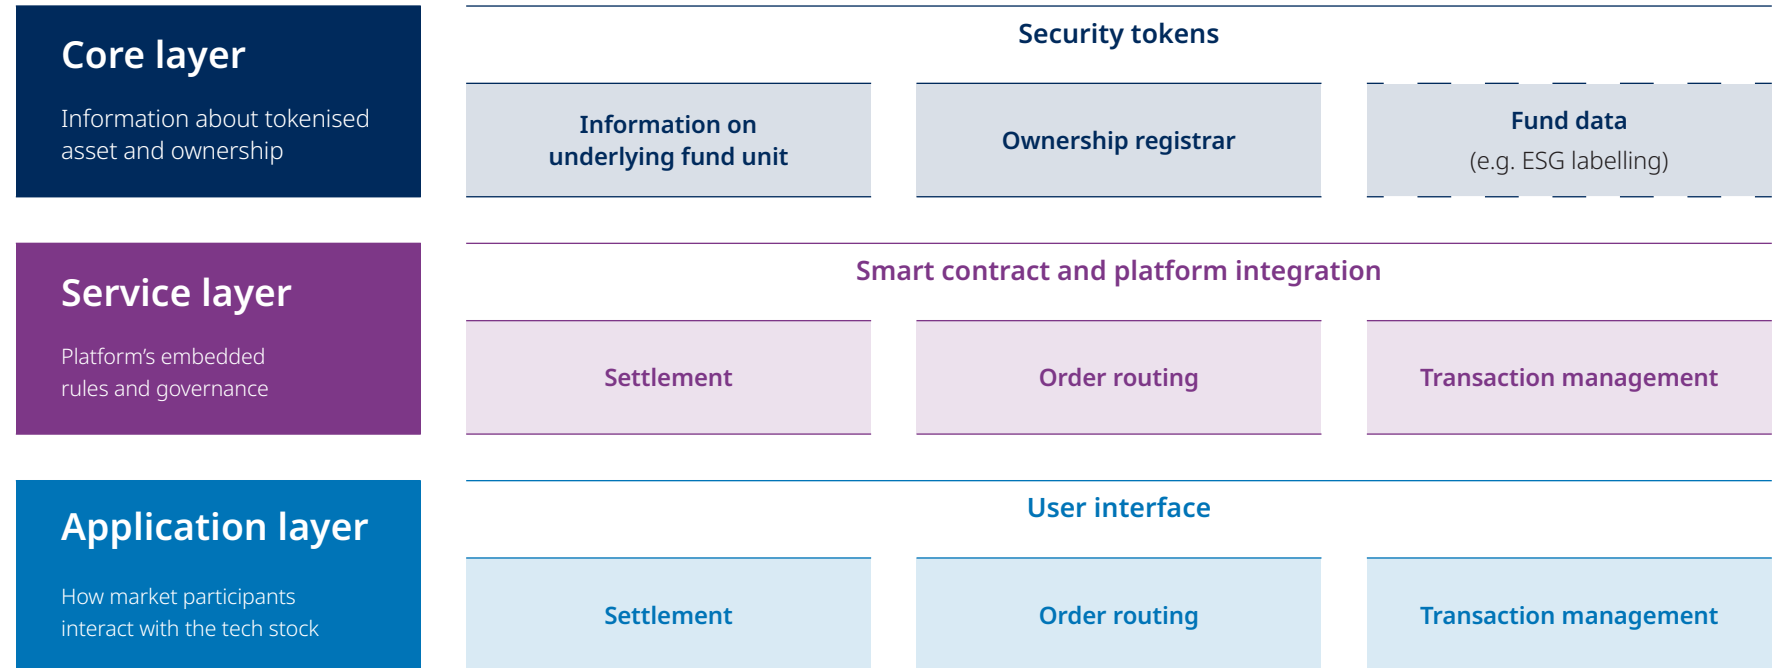 Core layer
Information about tokenised
asset and ownership
Security tokens
Information on
underlying fund unit
Ownership registrar
Fund data
(e.g. ESG labelling)
Service layer
Platform’s embedded
rules and governance
Smart contract and platform integration
Settlement
Order routing
Transaction management
Application layer
How market participants
interact with the tech stock
User interface
Settlement
Order routing
Transaction management